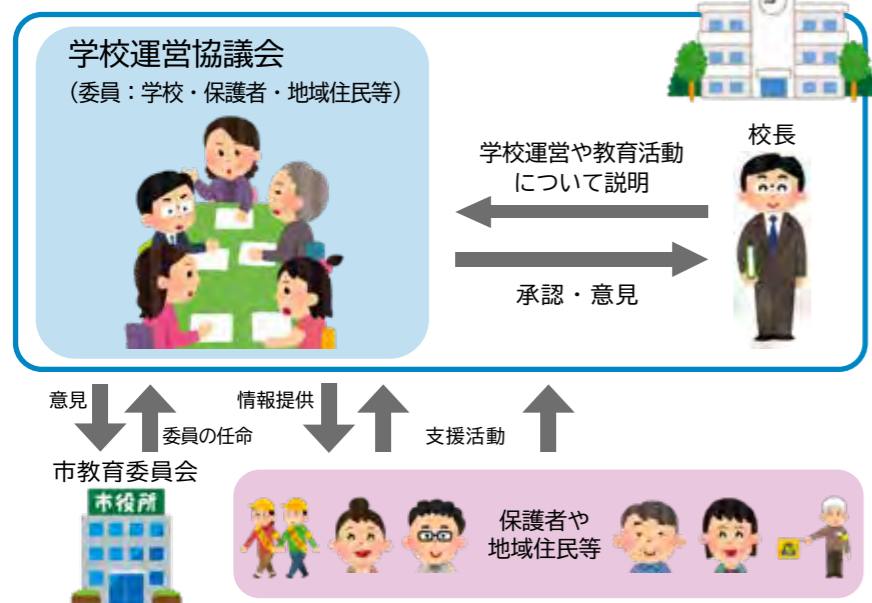 学校運営協議会
（委員：学校・保護者・地域住民等）
校長
学校運営や教育活動
について説明
承認・意見
意見
委員の任命
情報提供
支援活動
市教育委員会
市役所
保護者や
地域住民等